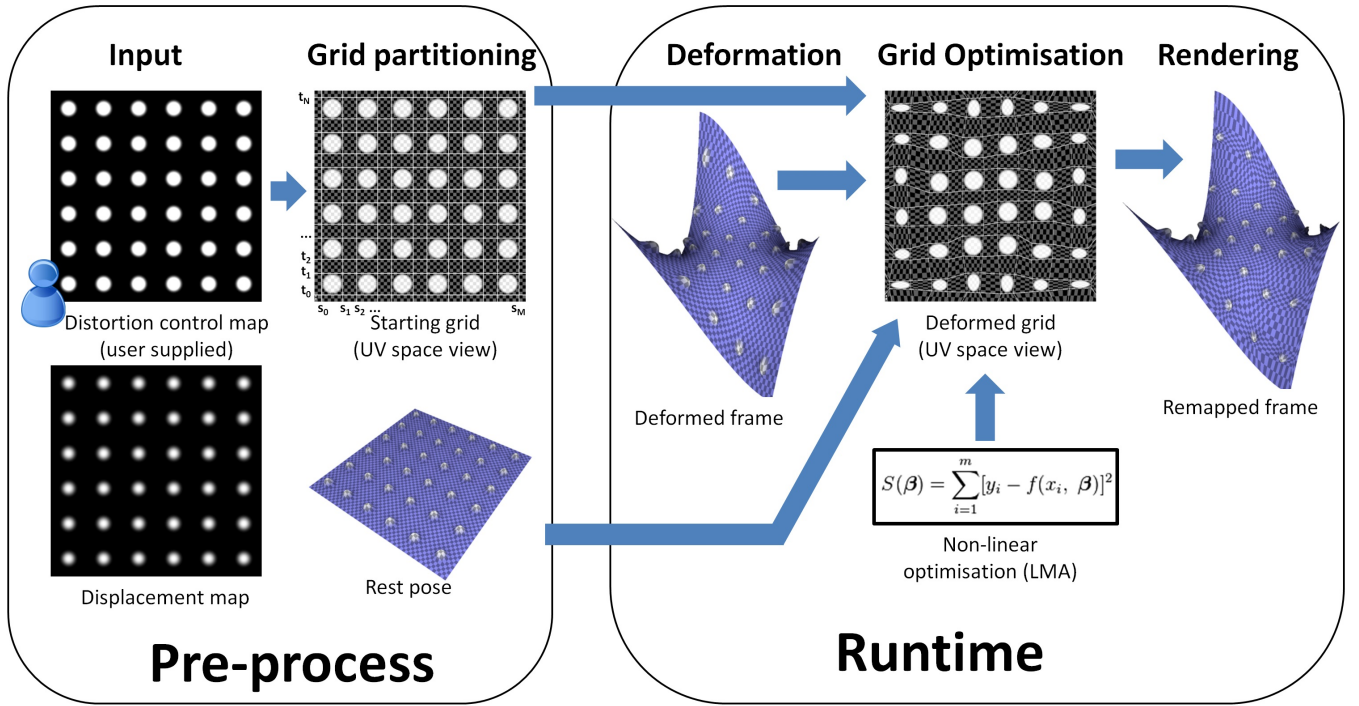 Input
Grid partitioning
t_N
...
t_2
t_1
t_0
s_0 s_1 s_2 ... s_M
Distortion control map
(user supplied)
Starting grid
(UV space view)
Displacement map
Rest pose
Pre-process
Deformation
Grid Optimisation
Rendering
Deformed frame
Deformed grid
(UV space view)
Remapped frame
S(β) = ∑_{i=1}^{m} [y_i − f(x_i, β)]^2
Non-linear
optimisation (LMA)
Runtime